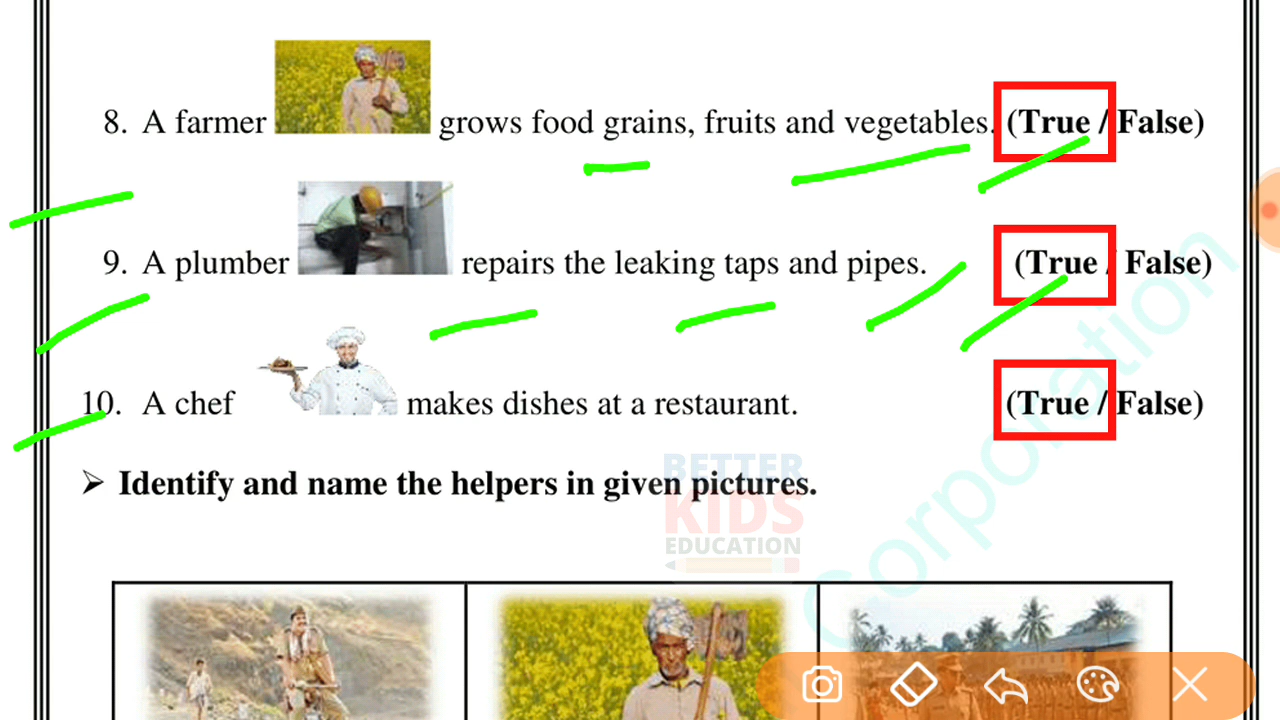 8. A farmer grows food grains, fruits and vegetables. (True / False)
9. A plumber repairs the leaking taps and pipes. (True / False)
10. A chef makes dishes at a restaurant. (True / False)
➢ Identify and name the helpers in given pictures.
BETTER
KIDS
EDUCATION
Corporation